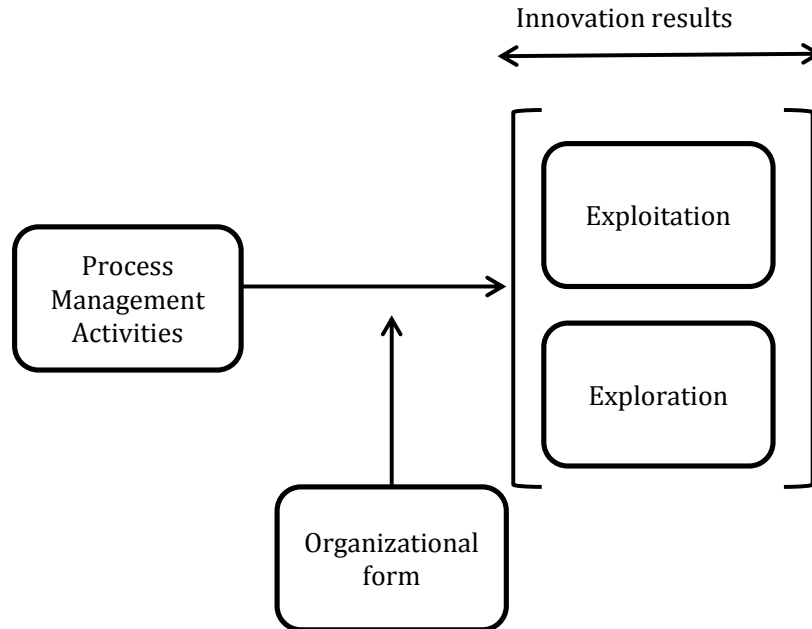 Innovation results
Exploitation
Process
Management
Activities
Exploration
Organizational
form